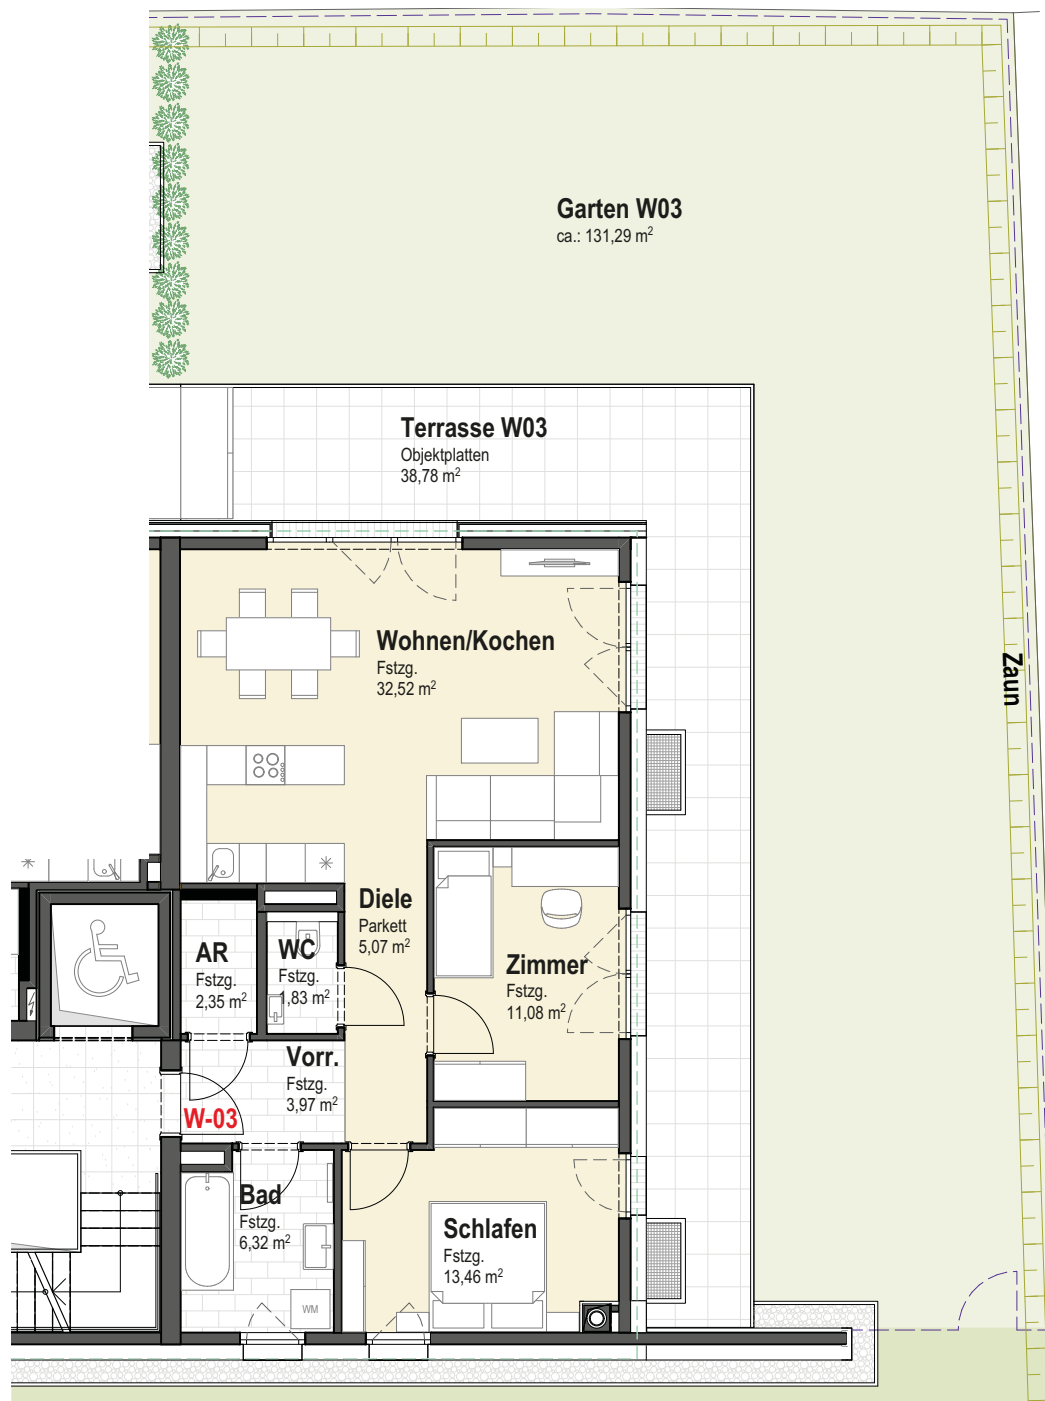 Garten W03
ca.: 131,29 m²
Terrasse W03
Objektplatten
38,78 m²
Wohnen/Kochen
Fstzg.
32,52 m²
Zaun
Diele
Parkett
5,07 m²
AR
Fstzg.
2,35 m²
WC
Fstzg.
1,83 m²
Zimmer
Fstzg.
11,08 m²
Vorr.
Fstzg.
3,97 m²
W-03
Bad
Fstzg.
6,32 m²
Schlafen
Fstzg.
13,46 m²
WM